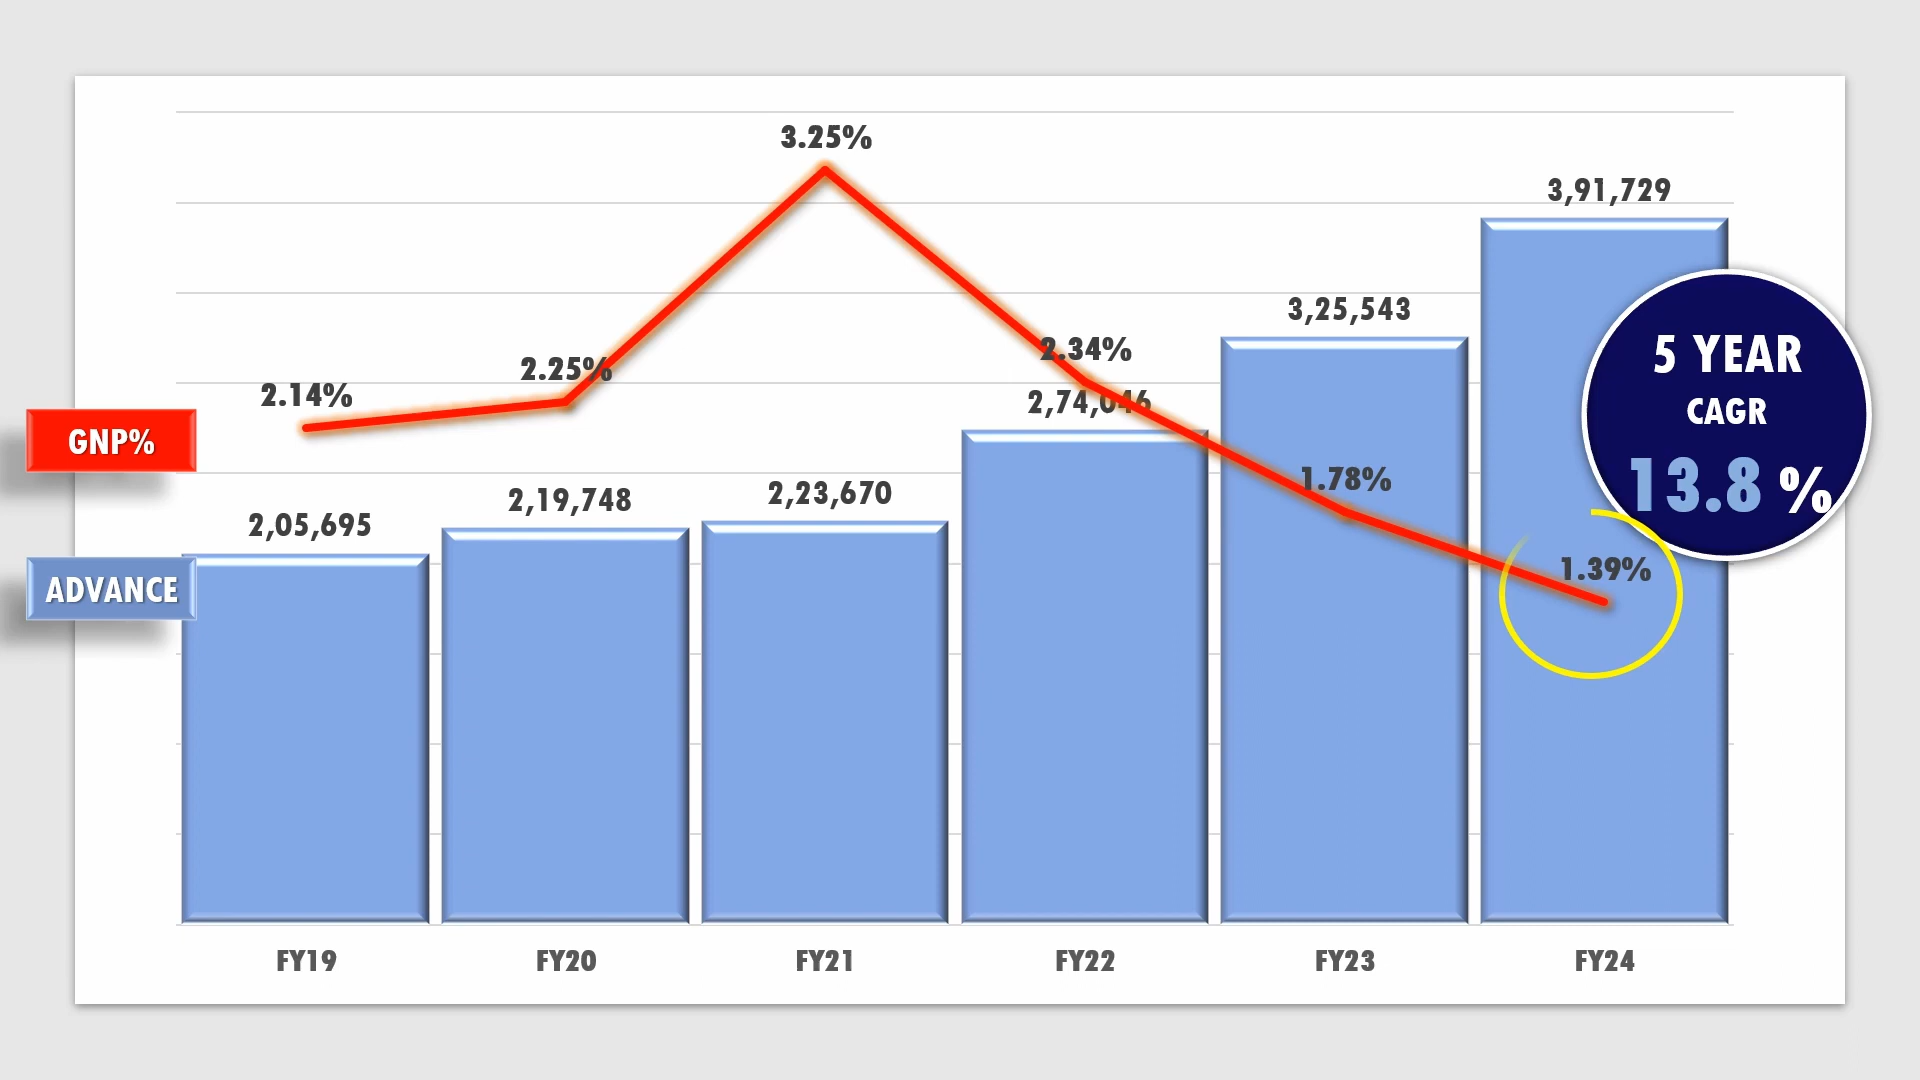 3.25%
3,91,729
3,25,543
2.34%
2.25%
2.14%
2,74,046
5 YEAR
CAGR
13.8 %
GNP%
1.78%
2,23,670
2,19,748
2,05,695
1.39%
ADVANCE
FY19 FY20 FY21 FY22 FY23 FY24